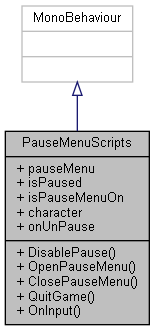 MonoBehaviour
PauseMenuScripts
+ pauseMenu
+ isPaused
+ isPauseMenuOn
+ character
+ onUnPause
+ DisablePause()
+ OpenPauseMenu()
+ ClosePauseMenu()
+ QuitGame()
+ OnInput()